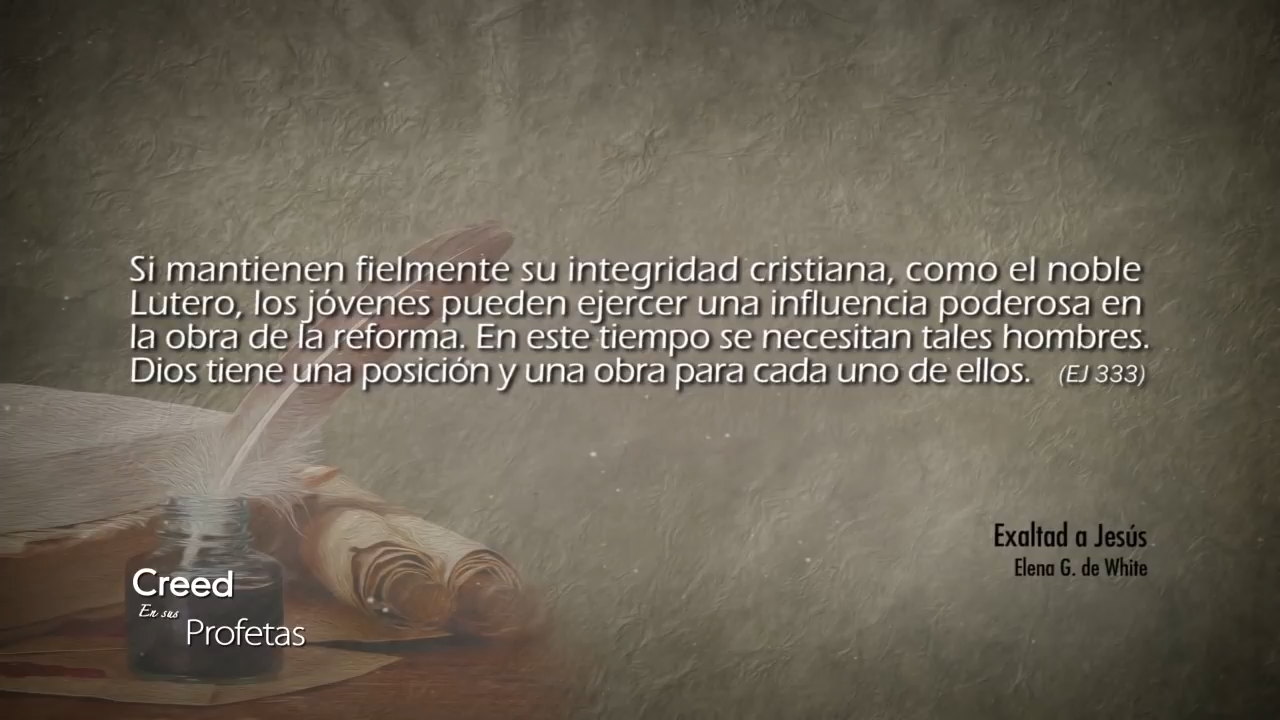 Si mantienen fielmente su integridad cristiana, como el noble
Lutero, los jóvenes pueden ejercer una influencia poderosa en
la obra de la reforma. En este tiempo se necesitan tales hombres.
Dios tiene una posición y una obra para cada uno de ellos. (EJ 333)
Exaltad a Jesús
Elena G. de White
Creed
En sus
Profetas